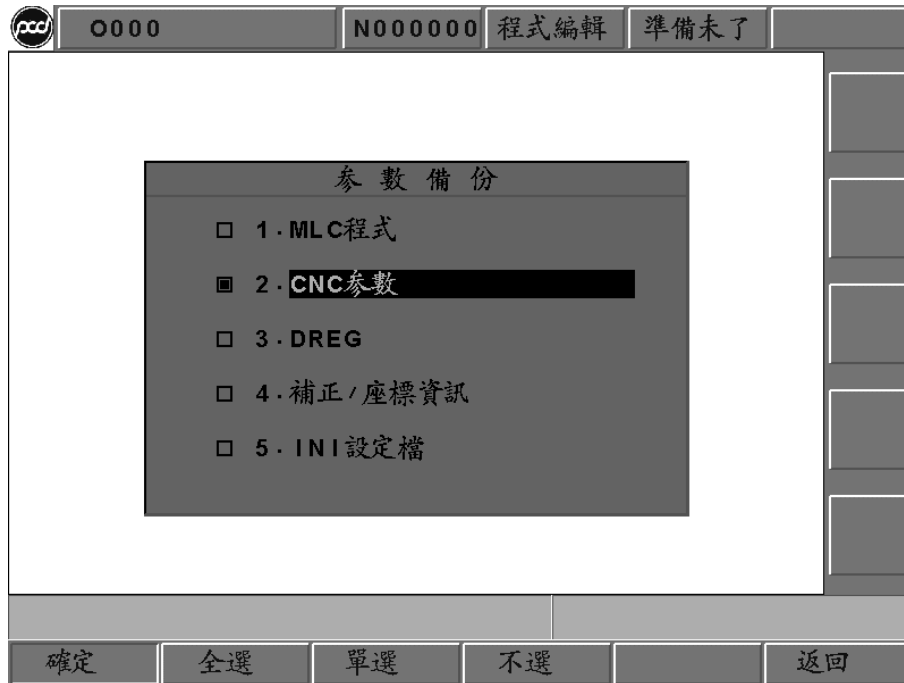 pcd O000 N000000 程式編輯 準備未了
参數備份
1.MLC程式
2.CNC参數
3.DREG
4.補正/座標資訊
5.INI設定檔
確定 全選 單選 不選 返回